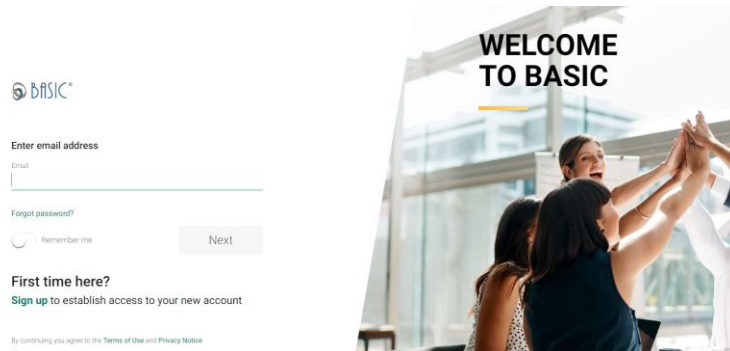 BASIC®
Enter email address
Email
Forgot password?
Remember me
Next
First time here?
Sign up to establish access to your new account
By continuing you agree to the Terms of Use and Privacy Notice
WELCOME
TO BASIC